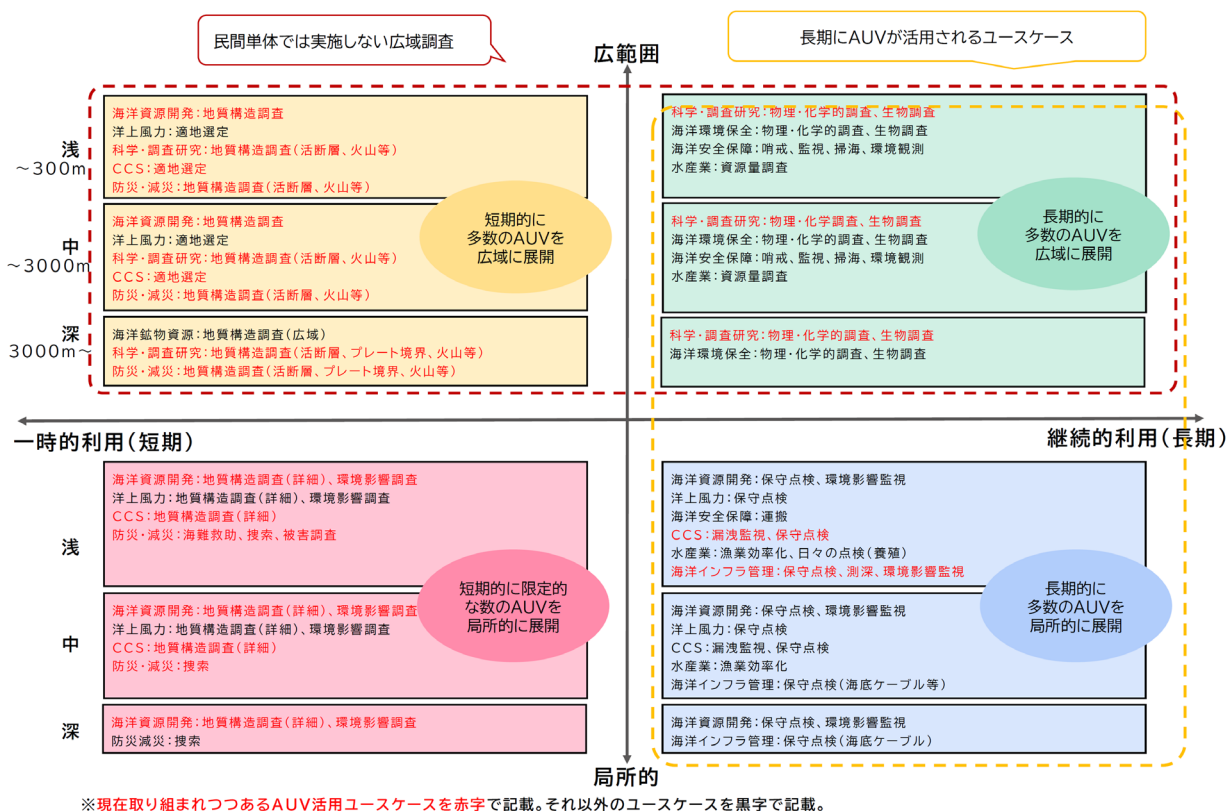 民間単体では実施しない広域調査
長期にAUVが活用されるユースケース
広範囲
浅
～300m
海洋資源開発：地質構造調査
洋上風力：適地選定
科学・調査研究：地質構造調査（活断層、火山等）
CCS：適地選定
防災・減災：地質構造調査（活断層、火山等）
中
～3000m
海洋資源開発：地質構造調査
洋上風力：適地選定
科学・調査研究：地質構造調査（活断層、火山等）
CCS：適地選定
防災・減災：地質構造調査（活断層、火山等）
深
3000m～
海洋鉱物資源：地質構造調査（広域）
科学・調査研究：地質構造調査（活断層、プレート境界、火山等）
防災・減災：地質構造調査（活断層、プレート境界、火山等）
短期的に
多数のAUVを
広域に展開
科学・調査研究：物理・化学的調査、生物調査
海洋環境保全：物理・化学的調査、生物調査
海洋安全保障：哨戒、監視、掃海、環境観測
水産業：資源量調査
科学・調査研究：物理・化学的調査、生物調査
海洋環境保全：物理・化学的調査、生物調査
海洋安全保障：哨戒、監視、掃海、環境観測
水産業：資源量調査
科学・調査研究：物理・化学的調査、生物調査
海洋環境保全：物理・化学的調査、生物調査
長期的に
多数のAUVを
広域に展開
一時的利用（短期）
継続的利用（長期）
浅
海洋資源開発：地質構造調査（詳細）、環境影響調査
洋上風力：地質構造調査（詳細）、環境影響調査
CCS：地質構造調査（詳細）
防災・減災：海難救助、捜索、被害調査
中
海洋資源開発：地質構造調査（詳細）、環境影響調査
洋上風力：地質構造調査（詳細）、環境影響調査
CCS：地質構造調査（詳細）
防災・減災：捜索
深
海洋資源開発：地質構造調査（詳細）、環境影響調査
防災減災：捜索
短期的に限定的
な数のAUVを
局所的に展開
海洋資源開発：保守点検、環境影響監視
洋上風力：保守点検
海洋安全保障：運搬
CCS：漏洩監視、保守点検
水産業：漁業効率化、日々の点検（養殖）
海洋インフラ管理：保守点検、測深、環境影響監視
海洋資源開発：保守点検、環境影響監視
洋上風力：保守点検
CCS：漏洩監視、保守点検
水産業：漁業効率化
海洋インフラ管理：保守点検（海底ケーブル等）
海洋資源開発：保守点検、環境影響監視
海洋インフラ管理：保守点検（海底ケーブル）
長期的に
多数のAUVを
局所的に展開
局所的
※現在取り組まれつつあるAUV活用ユースケースを赤字で記載。それ以外のユースケースを黒字で記載。